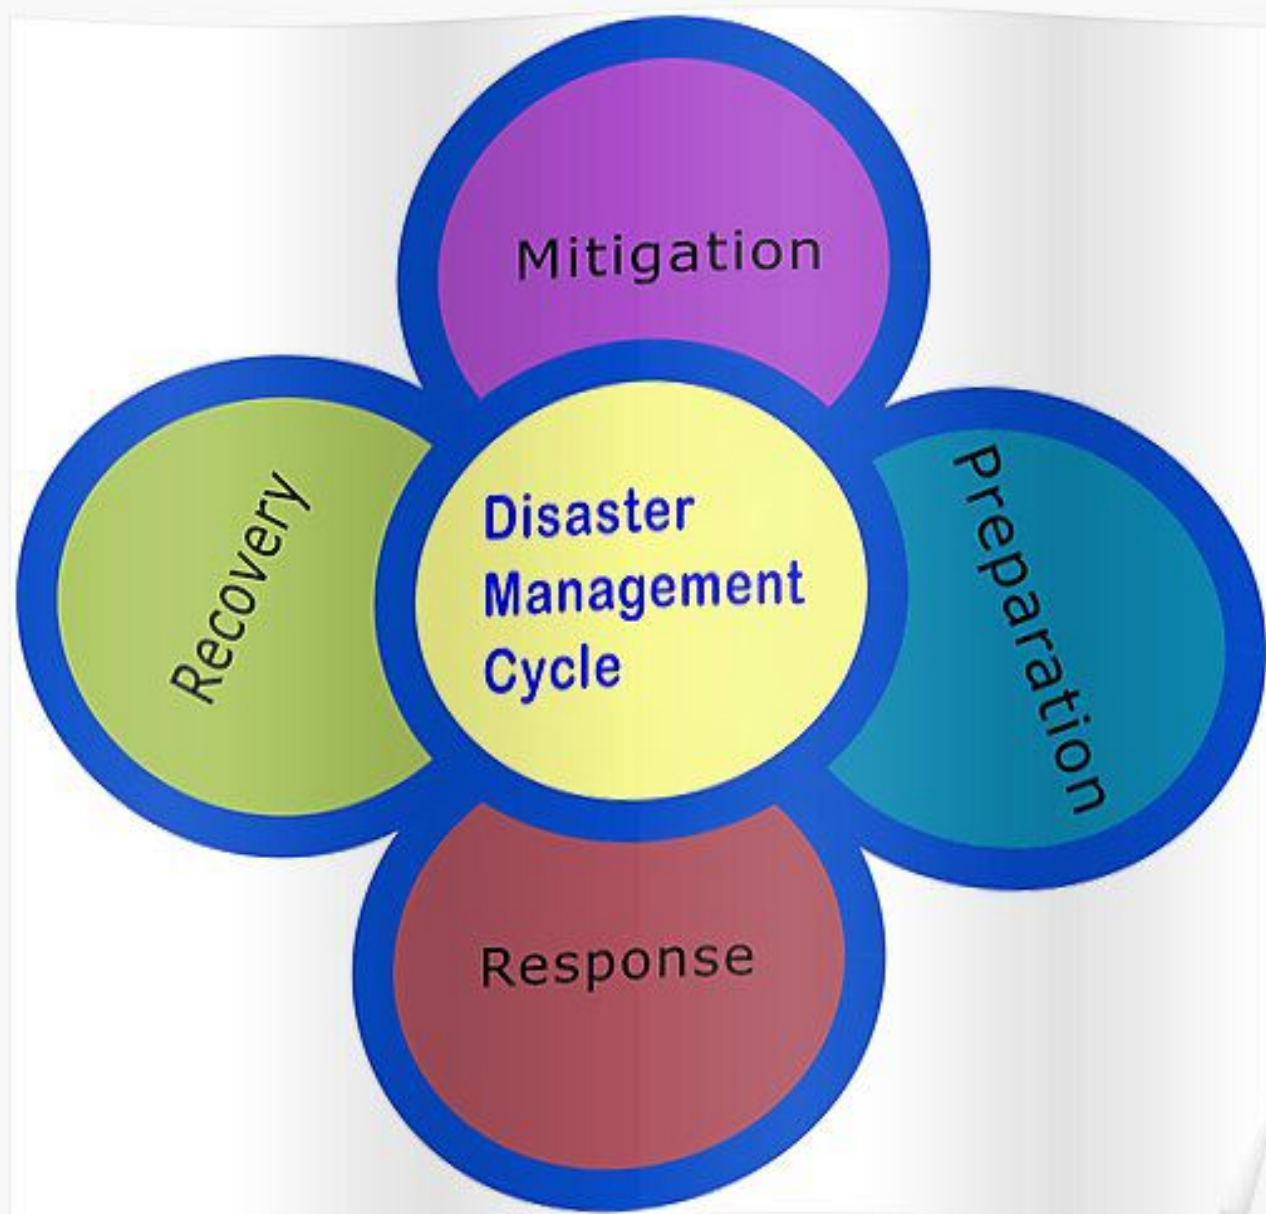 Mitigation
Disaster
Management
Cycle
Preparation
Response
Recovery